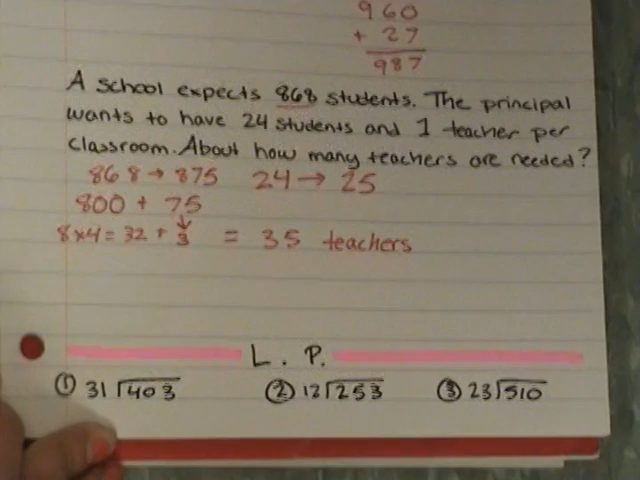 960
+ 27
987
A school expects 868 students. The principal
wants to have 24 students and 1 teacher per
classroom. About how many teachers are needed?
868 → 875 24 → 25
800 + 75
8x4 = 32 + 3 = 35 teachers
L. P.
① 31⟌403 ② 12⟌253 ③ 23⟌510